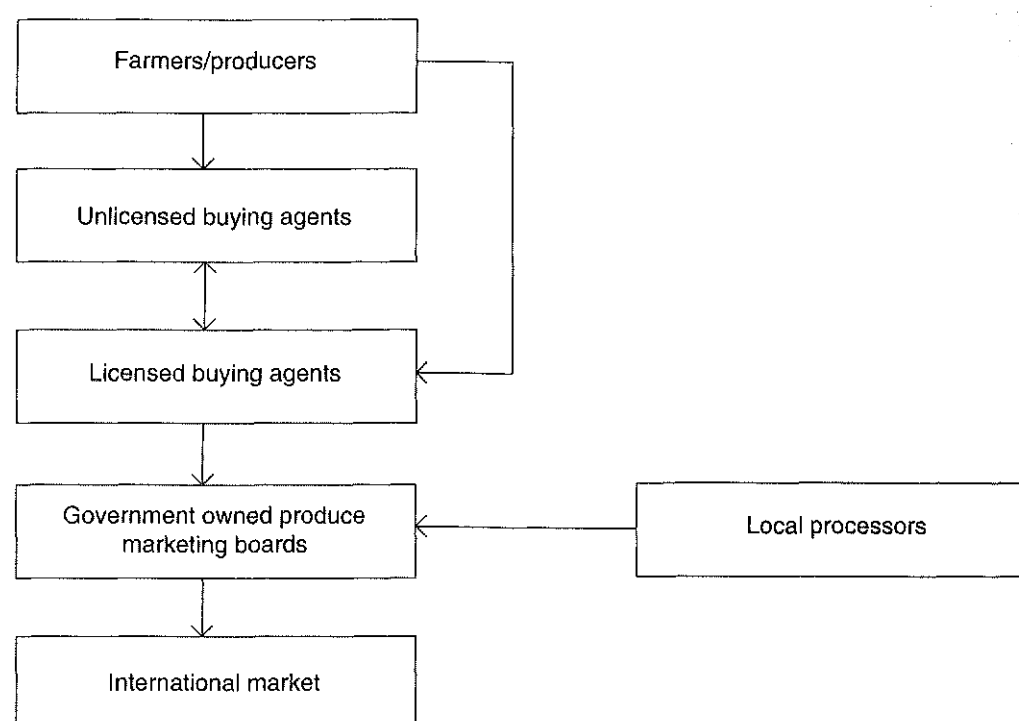 Farmers/producers
Unlicensed buying agents
Licensed buying agents
Government owned produce
marketing boards
Local processors
International market